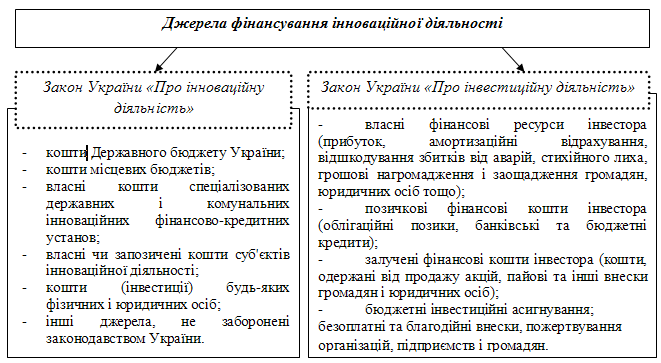 Джерела фінансування інноваційної діяльності
Закон України «Про інноваційну
діяльність»
- кошти Державного бюджету України;
- кошти місцевих бюджетів;
- власні кошти спеціалізованих
державних і комунальних
інноваційних фінансово-кредитних
установ;
- власні чи запозичені кошти суб'єктів
інноваційної діяльності;
- кошти (інвестиції) будь-яких
фізичних і юридичних осіб;
- інші джерела, не заборонені
законодавством України.
Закон України «Про інвестиційну діяльність»
- власні фінансові ресурси інвестора
(прибуток, амортизаційні відрахування,
відшкодування збитків від аварій, стихійного лиха,
грошові нагромадження і заощадження громадян,
юридичних осіб тощо);
- позичкові фінансові кошти інвестора
(облігаційні позики, банківські та бюджетні
кредити);
- залучені фінансові кошти інвестора (кошти,
одержані від продажу акцій, пайові та інші внески
громадян і юридичних осіб);
- бюджетні інвестиційні асигнування;
безоплатні та благодійні внески, пожертвування
організацій, підприємств і громадян.